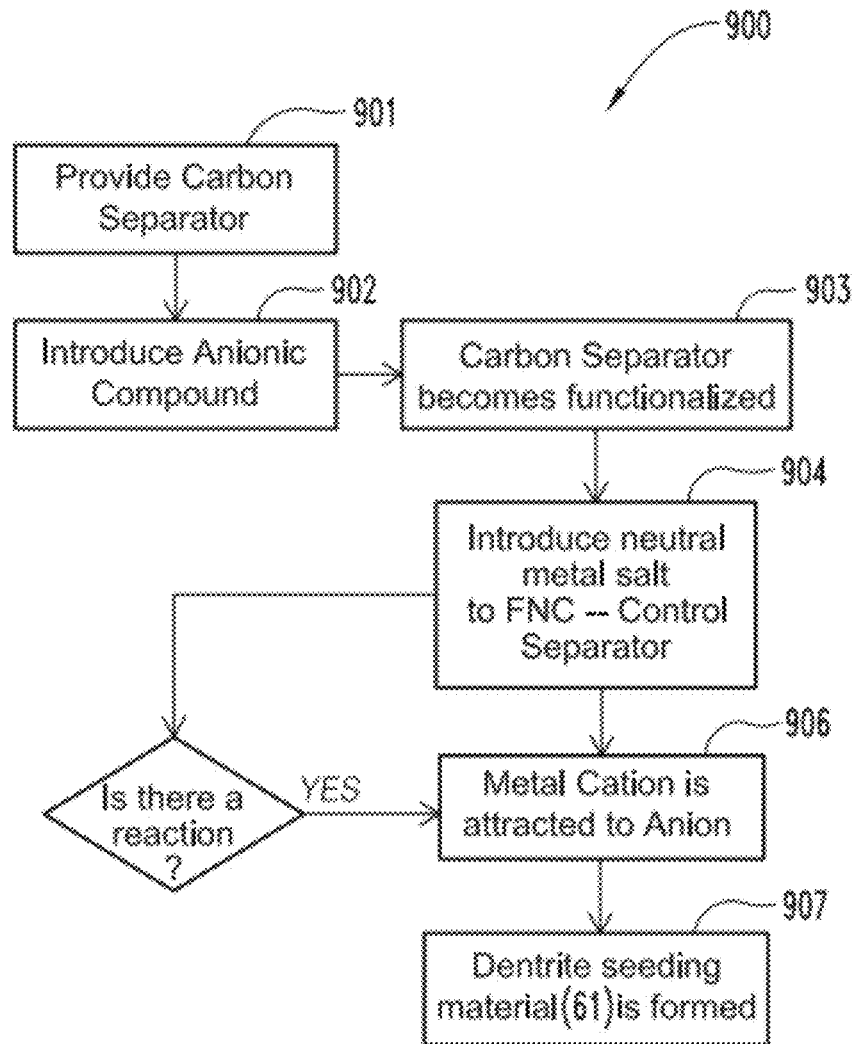 900
901
Provide Carbon
Separator
902
Introduce Anionic
Compound
903
Carbon Separator
becomes functionalized
904
Introduce neutral
metal salt
to FNC -- Control
Separator
Is there a
reaction
?
YES
906
Metal Cation is
attracted to Anion
907
Dentrite seeding
material(61)is formed